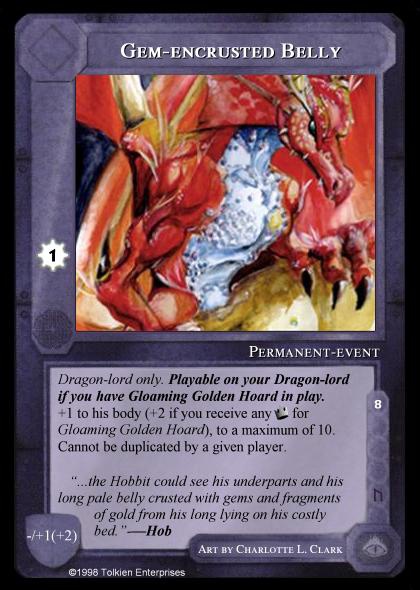 GEM-ENCRUSTED BELLY
1
PERMANENT-EVENT
Dragon-lord only. Playable on your Dragon-lord
if you have Gloaming Golden Hoard in play.
+1 to his body (+2 if you receive any for
Gloaming Golden Hoard), to a maximum of 10.
Cannot be duplicated by a given player.
8
“...the Hobbit could see his underparts and his
long pale belly crusted with gems and fragments
of gold from his long lying on his costly
bed.”—Hob
-/+1(+2)
ART BY CHARLOTTE L. CLARK
©1998 Tolkien Enterprises